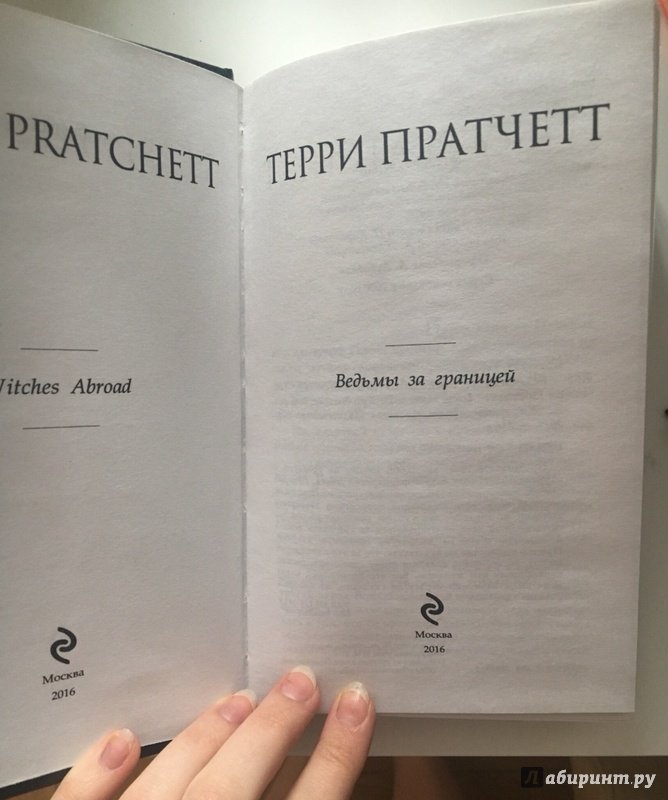 PRATCHETT
Witches Abroad
Москва
2016
ТЕРРИ ПРАТЧЕТТ
Ведьмы за границей
Москва
2016
Лабиринт.ру